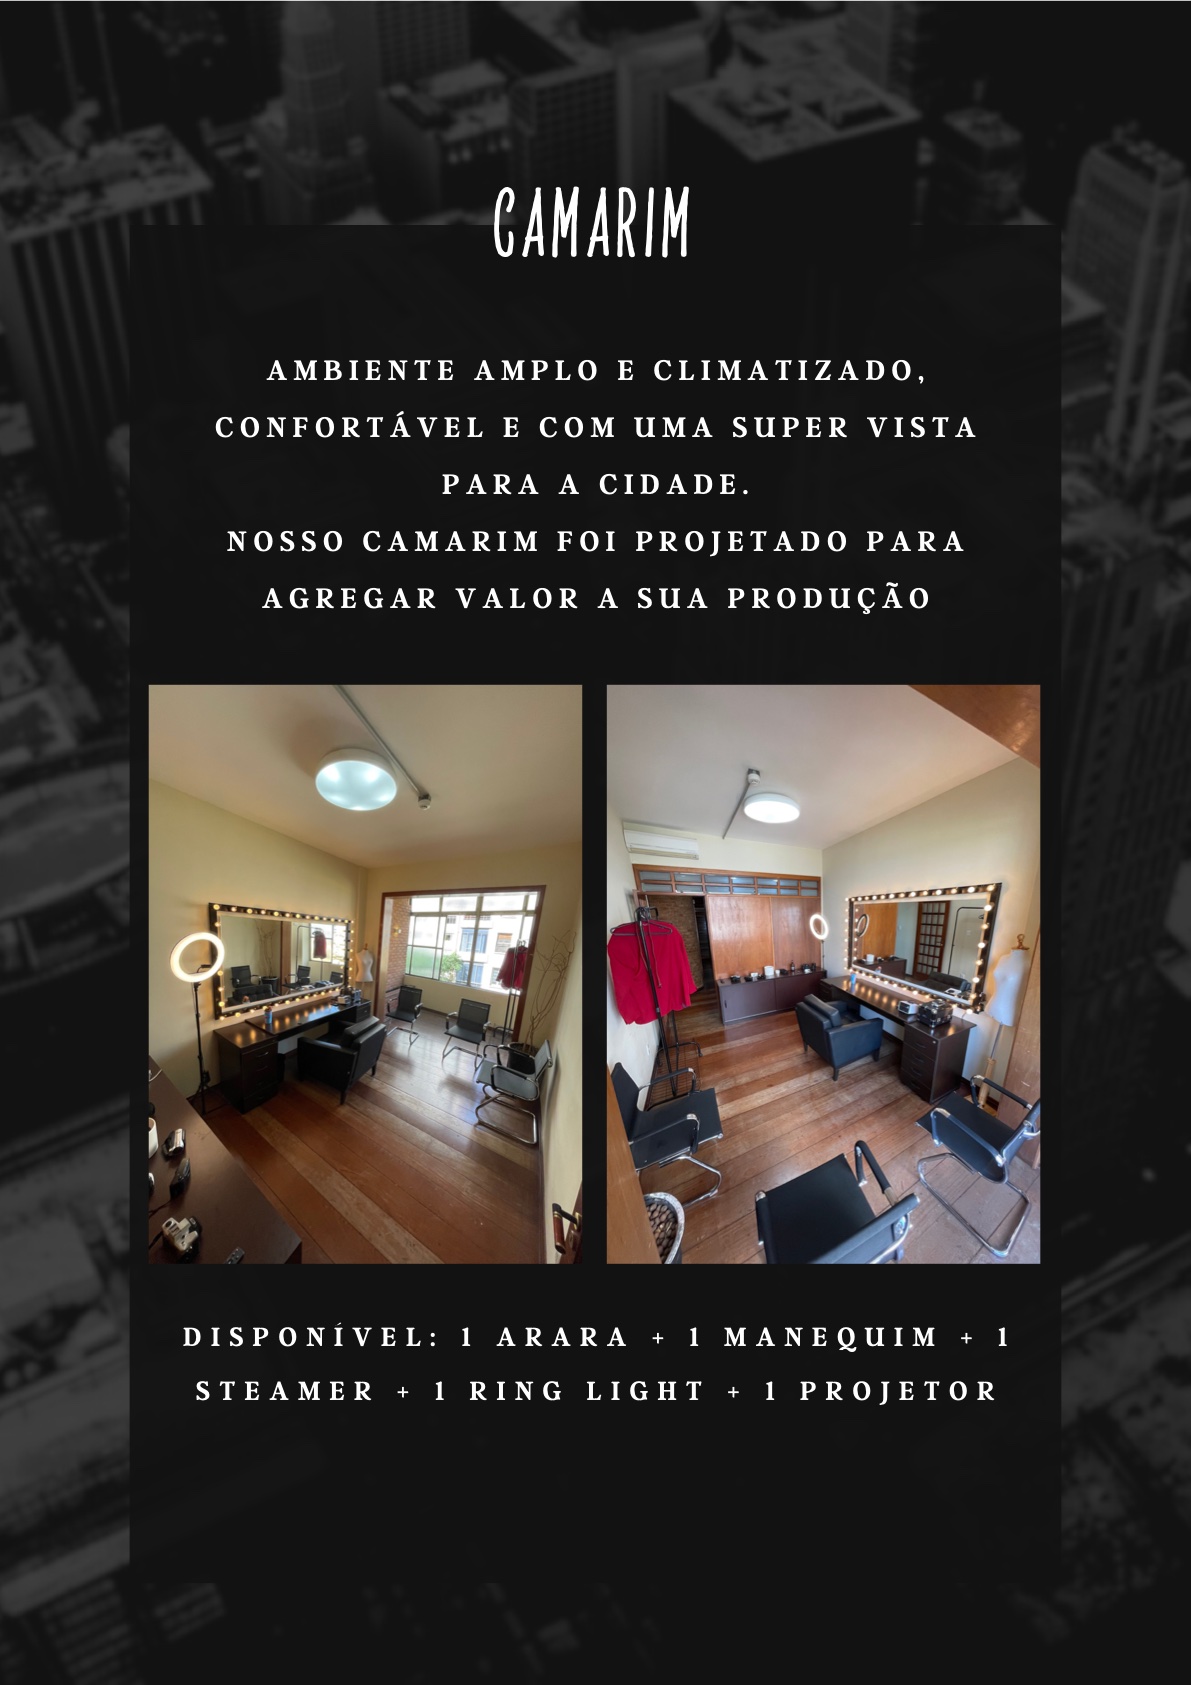 CAMARIM
AMBIENTE AMPLO E CLIMATIZADO,
CONFORTÁVEL E COM UMA SUPER VISTA
PARA A CIDADE.
NOSSO CAMARIM FOI PROJETADO PARA
AGREGAR VALOR A SUA PRODUÇÃO
DISPONÍVEL: 1 ARARA + 1 MANEQUIM + 1
STEAMER + 1 RING LIGHT + 1 PROJETOR